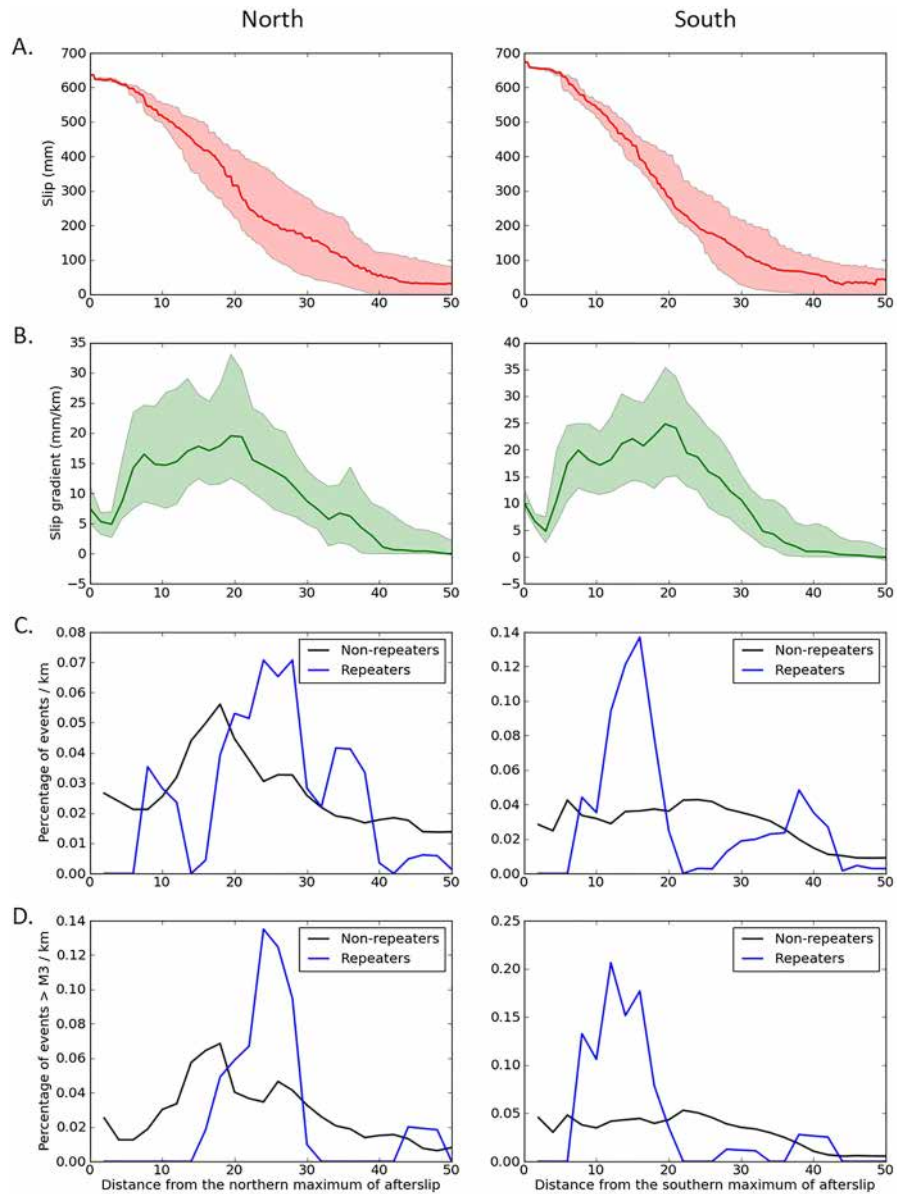 North South
A.
700
600
500
400
300
200
100
0
Slip (mm)
0 10 20 30 40 50
700
600
500
400
300
200
100
0
0 10 20 30 40 50
B.
35
30
25
20
15
10
5
0
−5
Slip gradient (mm/km)
0 10 20 30 40 50
40
35
30
25
20
15
10
5
0
−5
0 10 20 30 40 50
C.
0.08
0.07
0.06
0.05
0.04
0.03
0.02
0.01
0.00
Percentage of events / km
Non-repeaters
Repeaters
0 10 20 30 40 50
0.14
0.12
0.10
0.08
0.06
0.04
0.02
0.00
Non-repeaters
Repeaters
0 10 20 30 40 50
D.
0.14
0.12
0.10
0.08
0.06
0.04
0.02
0.00
Percentage of events > M3 / km
Non-repeaters
Repeaters
0 10 20 30 40 50
Distance from the northern maximum of afterslip
0.25
0.20
0.15
0.10
0.05
0.00
Non-repeaters
Repeaters
0 10 20 30 40 50
Distance from the southern maximum of afterslip